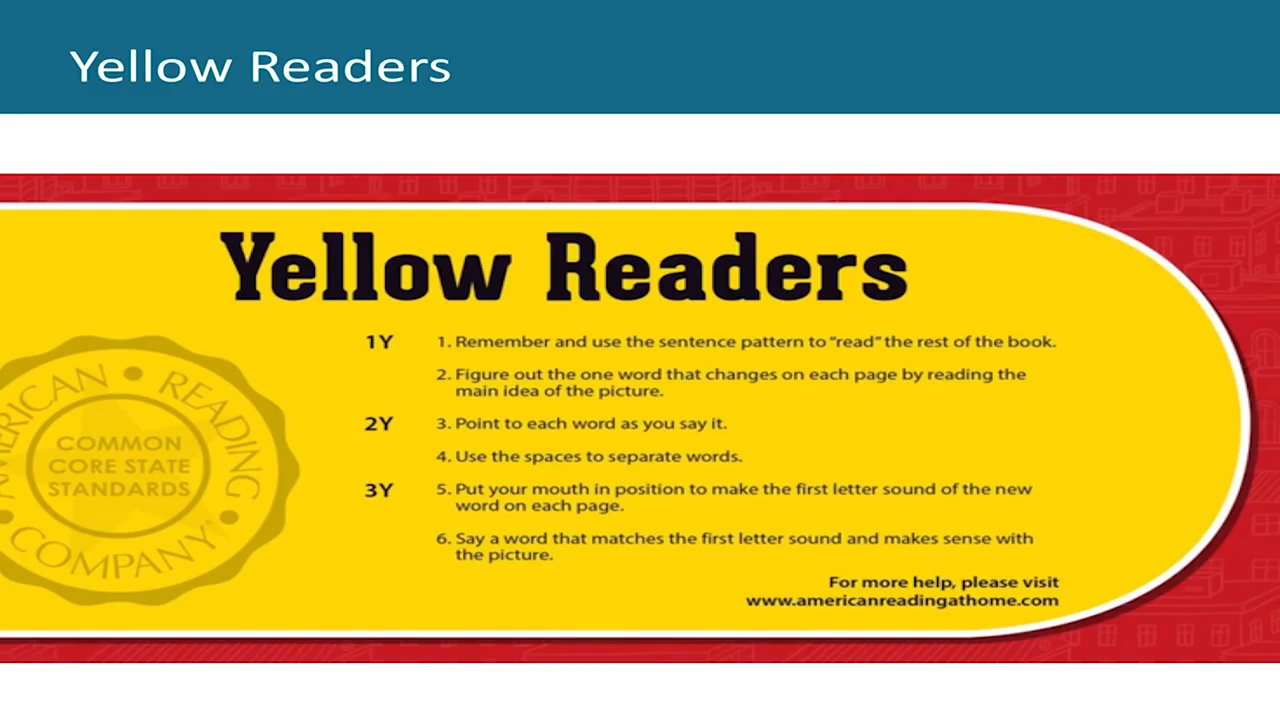 Yellow Readers
Yellow Readers
1Y 1. Remember and use the sentence pattern to “read” the rest of the book.
2. Figure out the one word that changes on each page by reading the
main idea of the picture.
2Y 3. Point to each word as you say it.
4. Use the spaces to separate words.
3Y 5. Put your mouth in position to make the first letter sound of the new
word on each page.
6. Say a word that matches the first letter sound and makes sense with
the picture.
For more help, please visit
www.americanreadingathome.com
AMERICAN • READING
COMMON
CORE STATE
STANDARDS
• COMPANY •